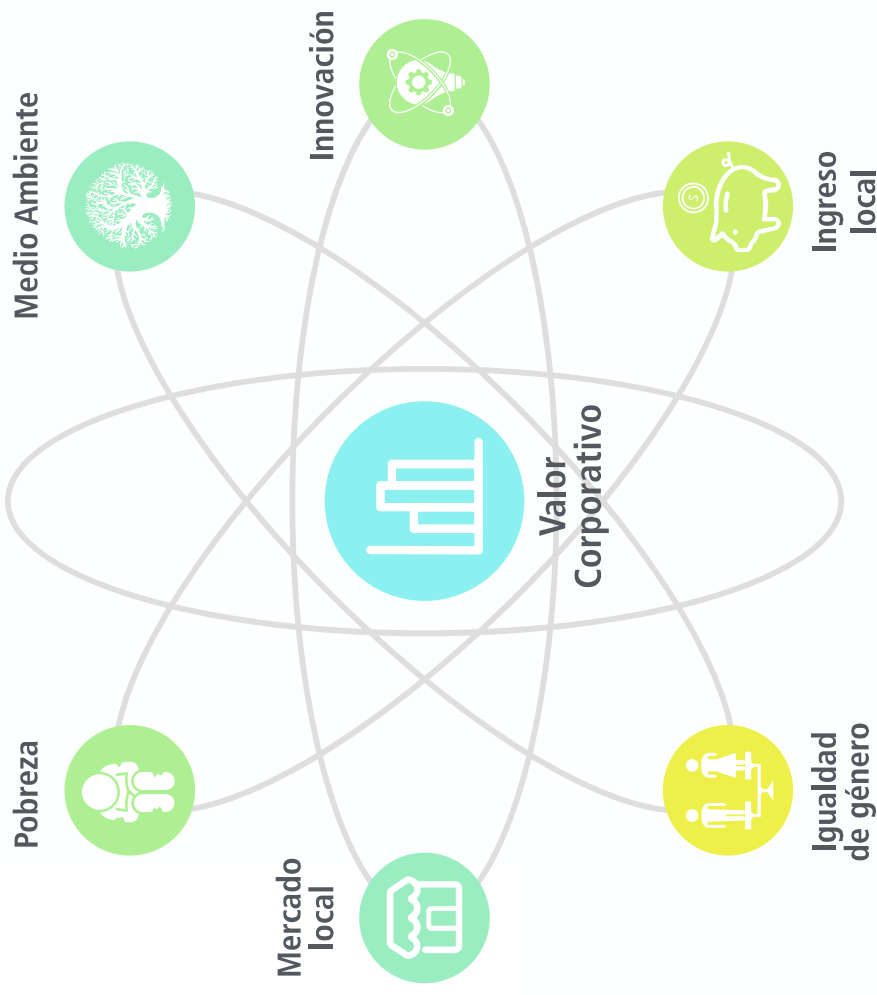 Pobreza
Medio Ambiente
Mercado
local
Innovación
Valor
Corporativo
Igualdad
de género
Ingreso
local